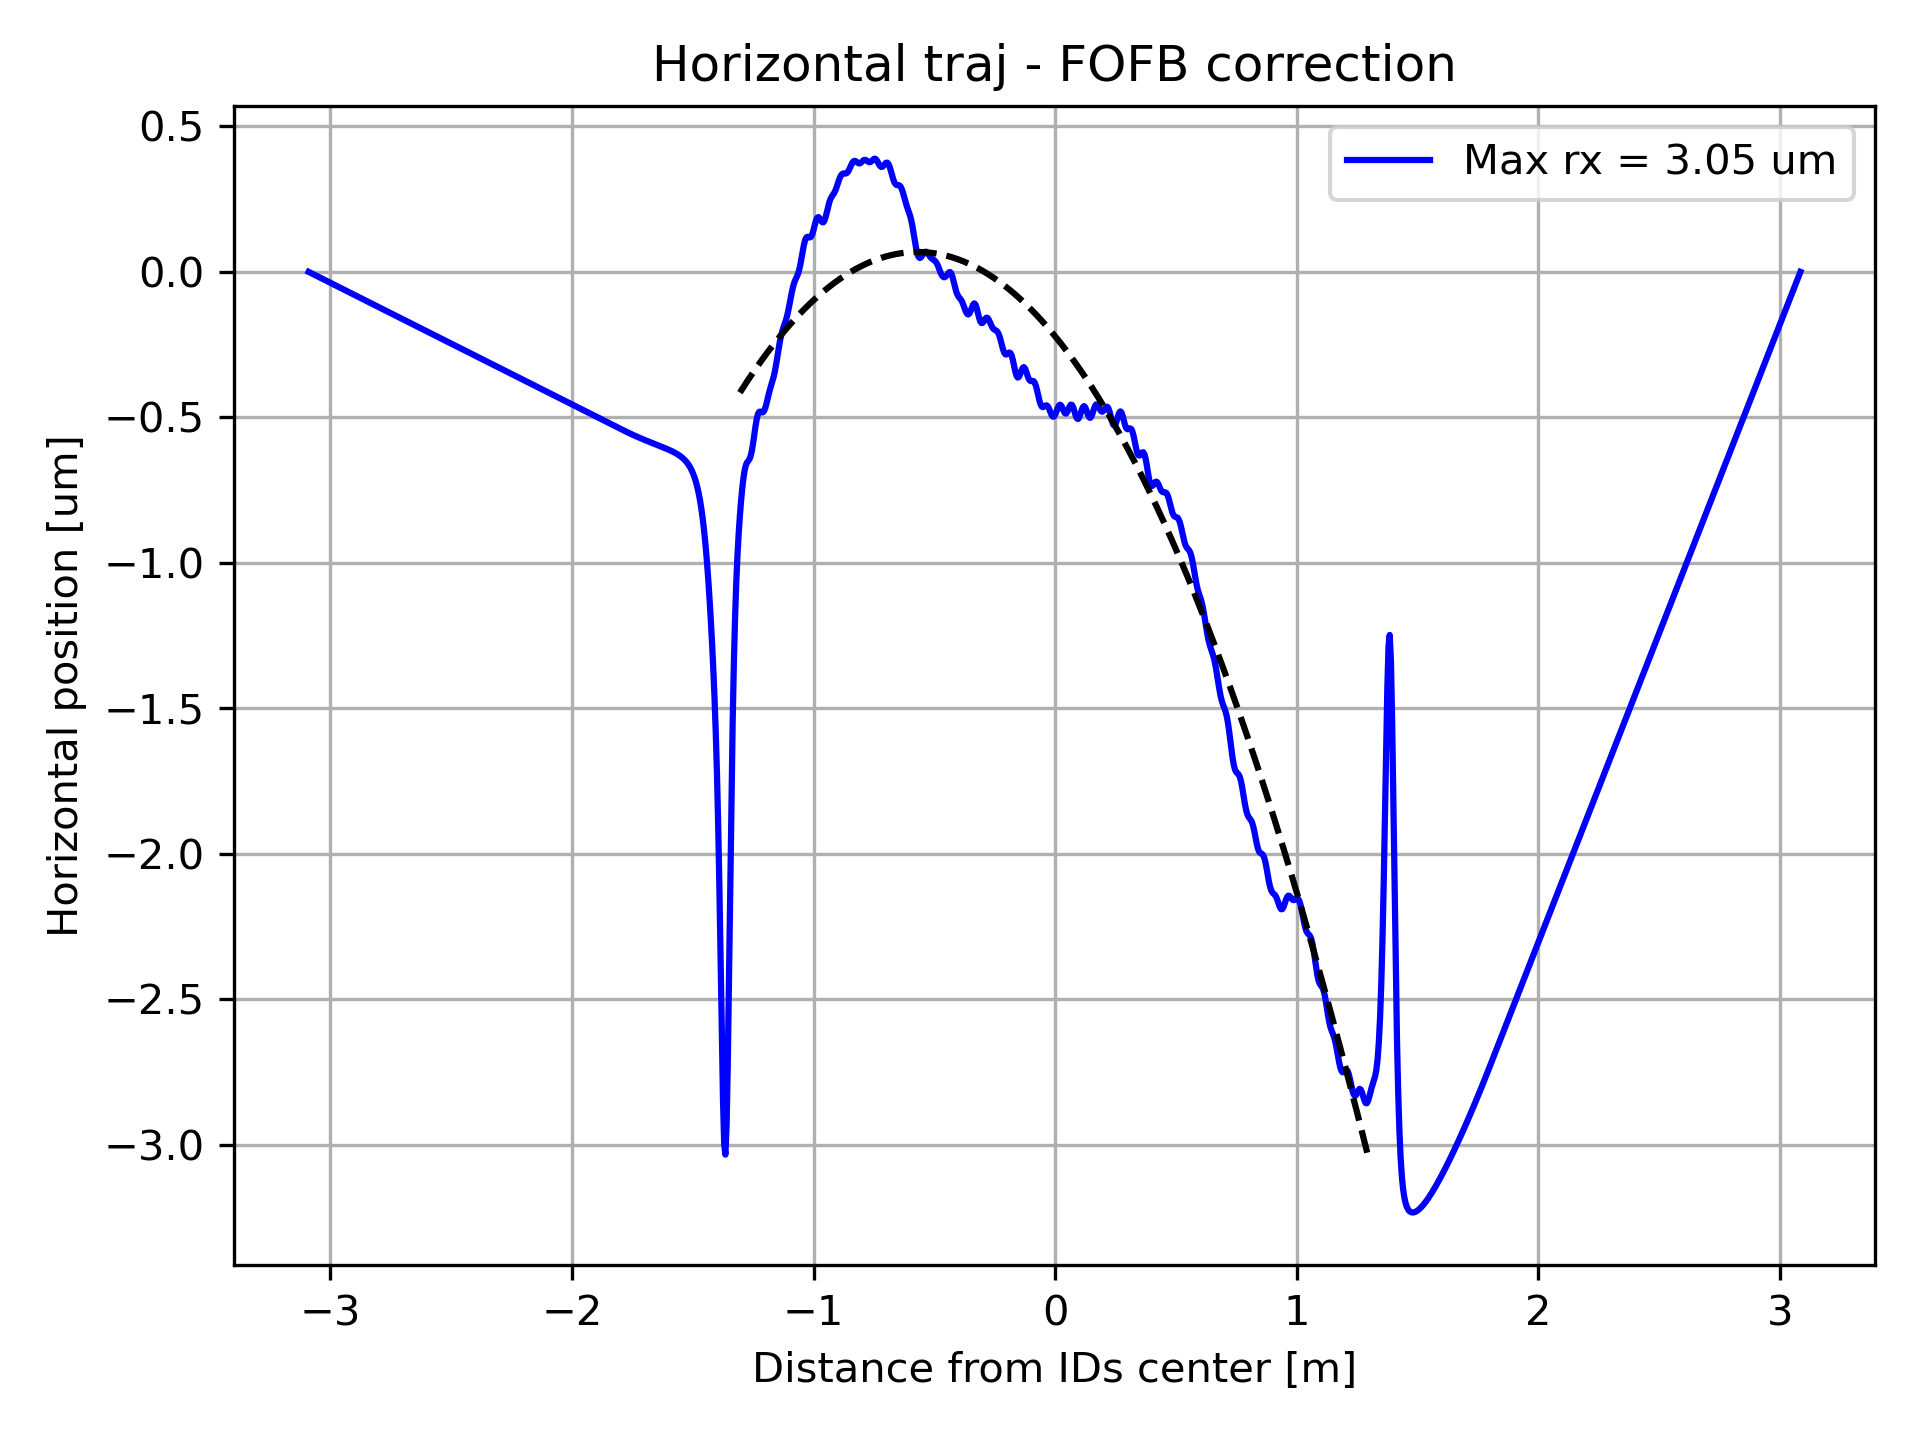 Horizontal traj - FOFB correction
Max rx = 3.05 um
Horizontal position [um]
0.5
0.0
−0.5
−1.0
−1.5
−2.0
−2.5
−3.0
−3 −2 −1 0 1 2 3
Distance from IDs center [m]